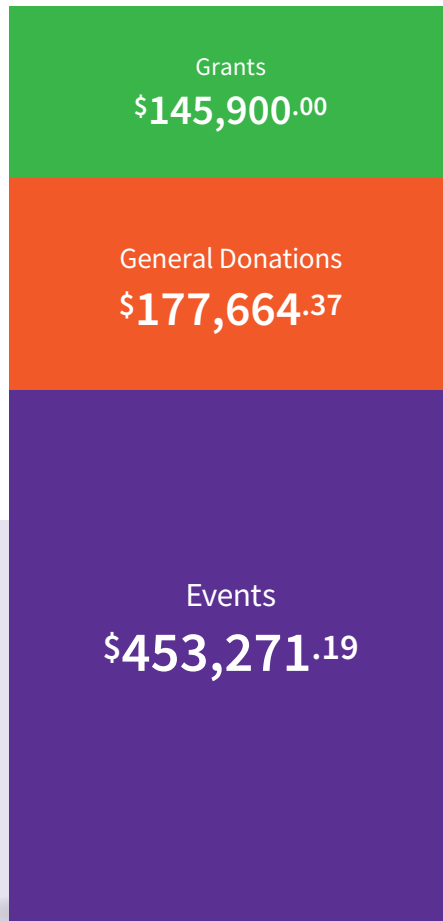 Grants
$145,900.00
General Donations
$177,664.37
Events
$453,271.19